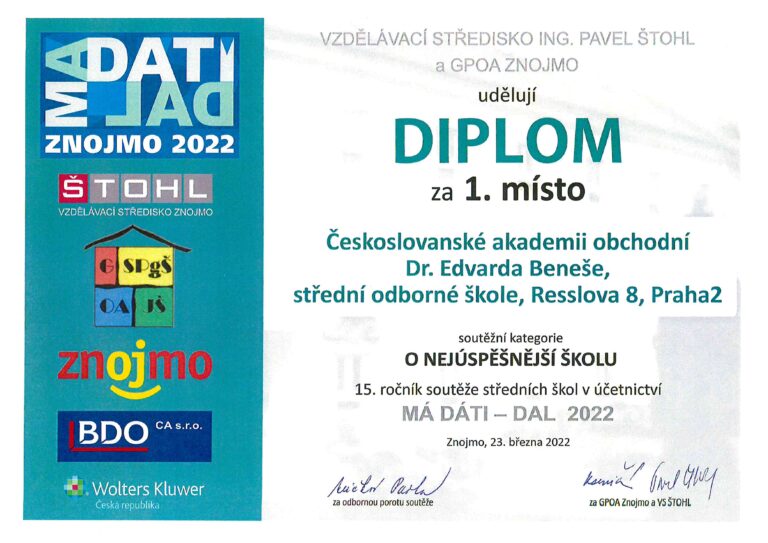 MÁ DATI
DAL
ZNOJMO 2022
ŠTOHL
VZDĚLÁVACÍ STŘEDISKO ZNOJMO
G SPgŠ
OA JŠ
znojmo
BDO CA s.r.o.
Wolters Kluwer
Česká republika
VZDĚLÁVACÍ STŘEDISKO ING. PAVEL ŠTOHL
a GPOA ZNOJMO
udělují
DIPLOM
za 1. místo
Českoslovanské akademii obchodní
Dr. Edvarda Beneše,
střední odborné škole, Resslova 8, Praha2
soutěžní kategorie
O NEJÚSPĚŠNĚJŠÍ ŠKOLU
15. ročník soutěže středních škol v účetnictví
MÁ DÁTI – DAL 2022
Znojmo, 23. března 2022
za odbornou porotu soutěže
za GPOA Znojmo a VS ŠTOHL